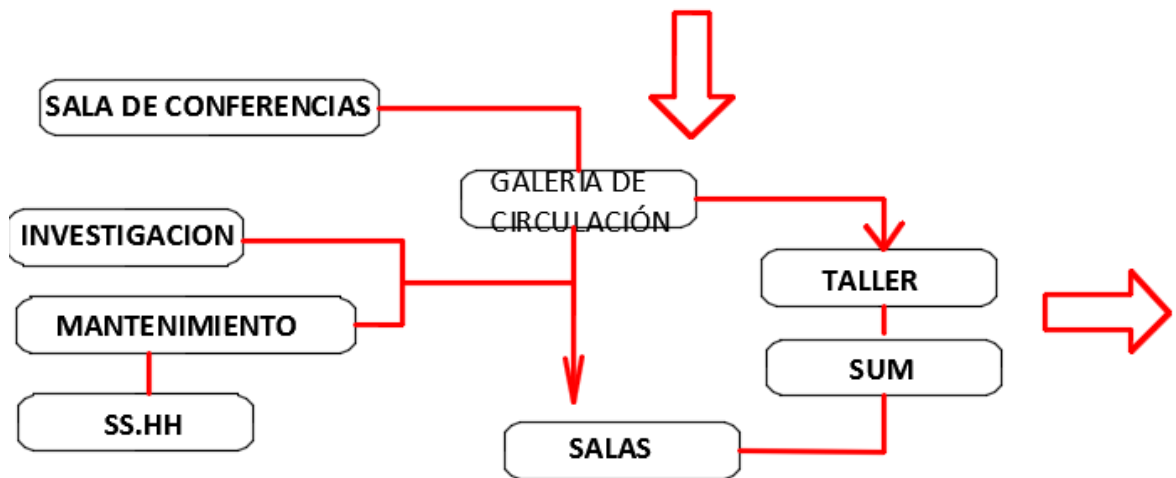 SALA DE CONFERENCIAS
GALERIA DE
CIRCULACIÓN
INVESTIGACION
TALLER
MANTENIMIENTO
SUM
SS.HH
SALAS